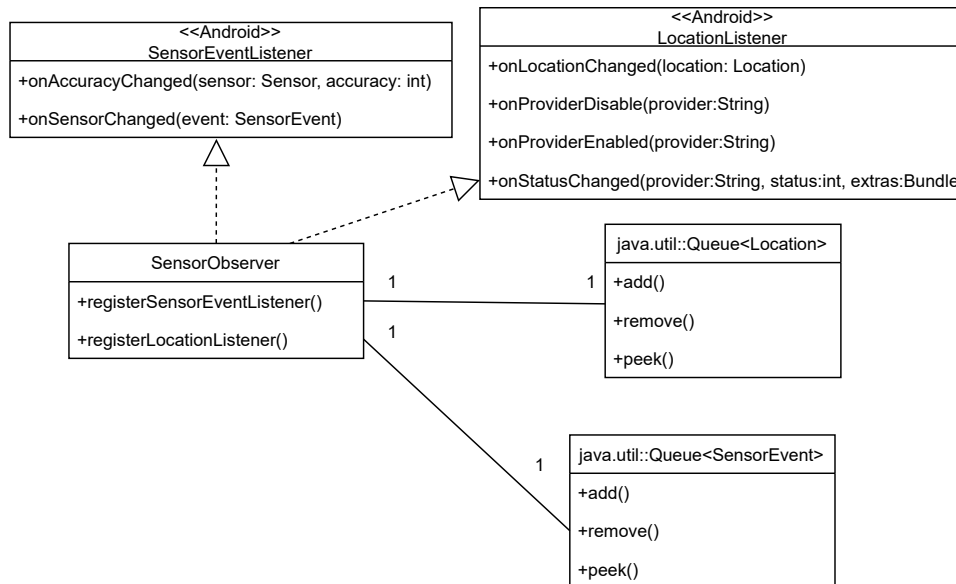 <<Android>>
SensorEventListener
+onAccuracyChanged(sensor: Sensor, accuracy: int)
+onSensorChanged(event: SensorEvent)
<<Android>>
LocationListener
+onLocationChanged(location: Location)
+onProviderDisable(provider:String)
+onProviderEnabled(provider:String)
+onStatusChanged(provider:String, status:int, extras:Bundle
SensorObserver
+registerSensorEventListener()
+registerLocationListener()
1
1
1
1
java.util::Queue<Location>
+add()
+remove()
+peek()
java.util::Queue<SensorEvent>
+add()
+remove()
+peek()